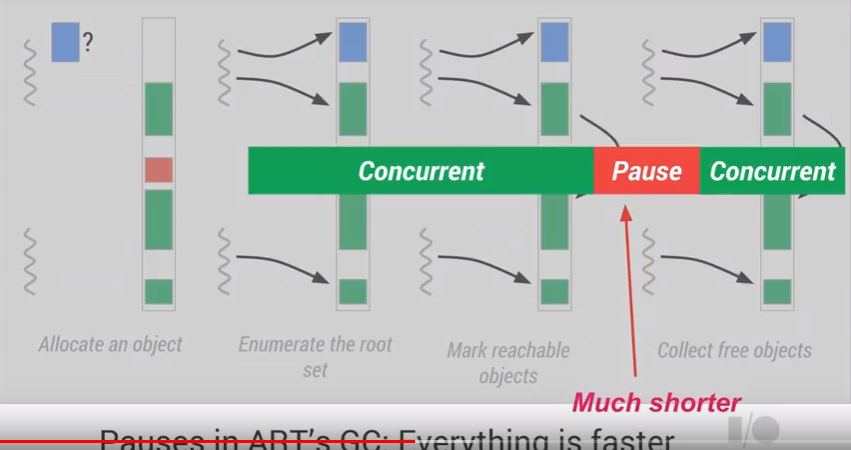 ?
Concurrent
Pause
Concurrent
Allocate an object
Enumerate the root
set
Mark reachable
objects
Collect free objects
Much shorter
I/O
Pauses in ART's GC: Everything is faster